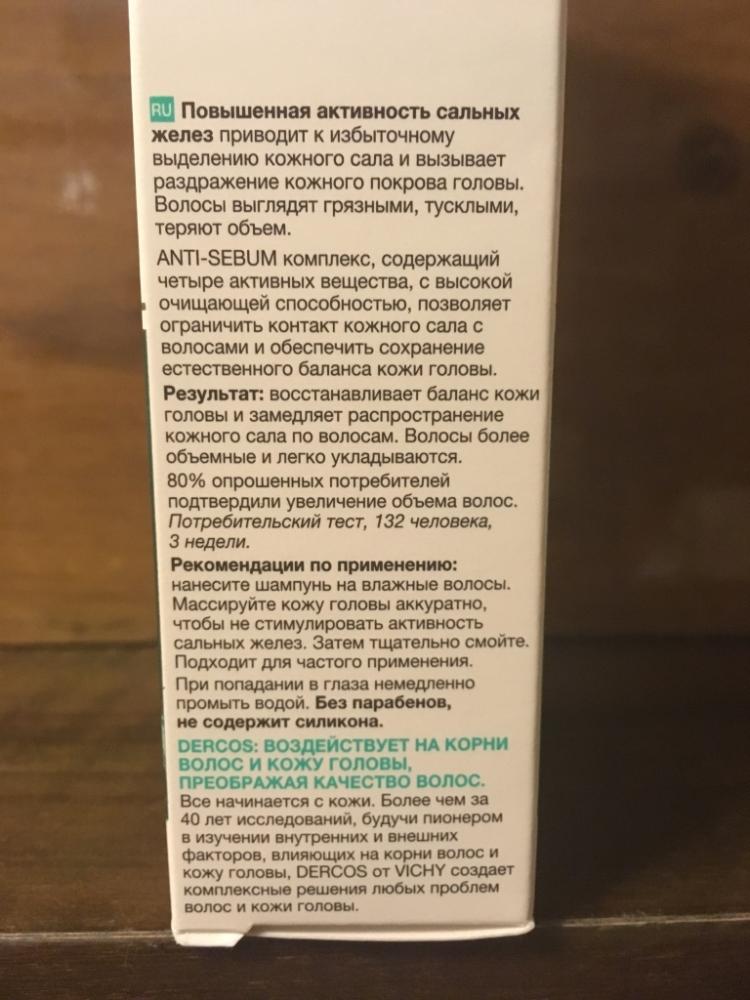 RU Повышенная активность сальных
желез приводит к избыточному
выделению кожного сала и вызывает
раздражение кожного покрова головы.
Волосы выглядят грязными, тусклыми,
теряют объем.
ANTI-SEBUM комплекс, содержащий
четыре активных вещества, с высокой
очищающей способностью, позволяет
ограничить контакт кожного сала с
волосами и обеспечить сохранение
естественного баланса кожи головы.
Результат: восстанавливает баланс кожи
головы и замедляет распространение
кожного сала по волосам. Волосы более
объемные и легко укладываются.
80% опрошенных потребителей
подтвердили увеличение объема волос.
Потребительский тест, 132 человека,
3 недели.
Рекомендации по применению:
нанесите шампунь на влажные волосы.
Массируйте кожу головы аккуратно,
чтобы не стимулировать активность
сальных желез. Затем тщательно смойте.
Подходит для частого применения.
При попадании в глаза немедленно
промыть водой. Без парабенов,
не содержит силикона.
DERCOS: ВОЗДЕЙСТВУЕТ НА КОРНИ
ВОЛОС И КОЖУ ГОЛОВЫ,
ПРЕОБРАЖАЯ КАЧЕСТВО ВОЛОС.
Все начинается с кожи. Более чем за
40 лет исследований, будучи пионером
в изучении внутренних и внешних
факторов, влияющих на корни волос и
кожу головы, DERCOS от VICHY создает
комплексные решения любых проблем
волос и кожи головы.